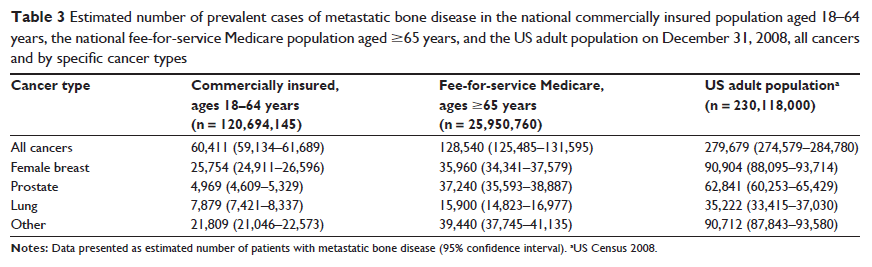 Table 3 Estimated number of prevalent cases of metastatic bone disease in the national commercially insured population aged 18–64
years, the national fee-for-service Medicare population aged ≥65 years, and the US adult population on December 31, 2008, all cancers
and by specific cancer types
Cancer type Commercially insured, Fee-for-service Medicare, US adult populationᵃ
ages 18–64 years ages ≥65 years (n = 230,118,000)
(n = 120,694,145) (n = 25,950,760)
All cancers 60,411 (59,134–61,689) 128,540 (125,485–131,595) 279,679 (274,579–284,780)
Female breast 25,754 (24,911–26,596) 35,960 (34,341–37,579) 90,904 (88,095–93,714)
Prostate 4,969 (4,609–5,329) 37,240 (35,593–38,887) 62,841 (60,253–65,429)
Lung 7,879 (7,421–8,337) 15,900 (14,823–16,977) 35,222 (33,415–37,030)
Other 21,809 (21,046–22,573) 39,440 (37,745–41,135) 90,712 (87,843–93,580)
Notes: Data presented as estimated number of patients with metastatic bone disease (95% confidence interval). ᵃUS Census 2008.